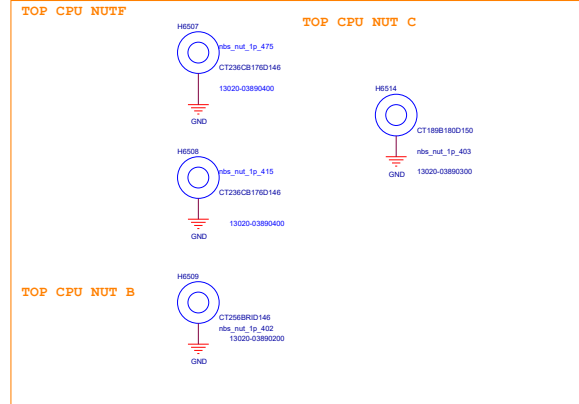 TOP CPU NUTF
H6507
nbs_nut_1p_475
CT236CB176D146
13020-03890400
GND
H6508
nbs_nut_1p_415
CT236CB176D146
13020-03890400
GND
TOP CPU NUT B
H6509
CT256BRID146
nbs_nut_1p_402
13020-03890200
GND
TOP CPU NUT C
H6514
CT189B180D150
nbs_nut_1p_403
13020-03890300
GND